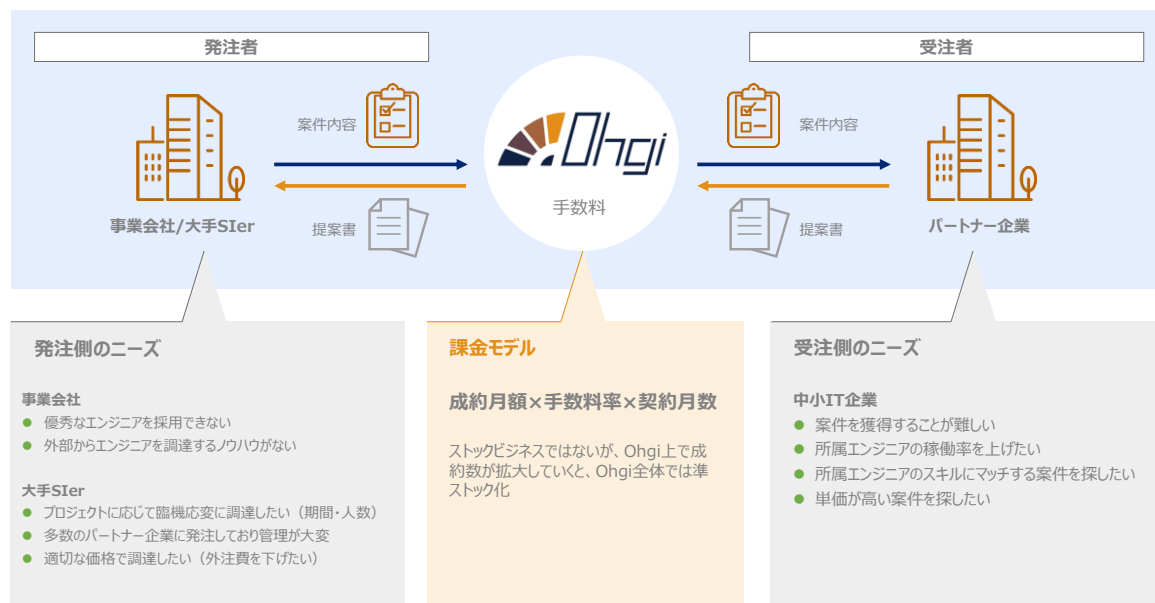 発注者
受注者
案件内容
Ohgi
案件内容
手数料
事業会社/大手SIer
提案書
提案書
パートナー企業
発注側のニーズ
事業会社
優秀なエンジニアを採用できない
外部からエンジニアを調達するノウハウがない
大手SIer
プロジェクトに応じて臨機応変に調達したい（期間・人数）
多数のパートナー企業に発注しており管理が大変
適切な価格で調達したい（外注費を下げたい）
課金モデル
成約月額×手数料率×契約月数
ストックビジネスではないが、Ohgi上で成
約数が拡大していくと、Ohgi全体では準
ストック化
受注側のニーズ
中小IT企業
案件を獲得することが難しい
所属エンジニアの稼働率を上げたい
所属エンジニアのスキルにマッチする案件を探したい
単価が高い案件を探したい